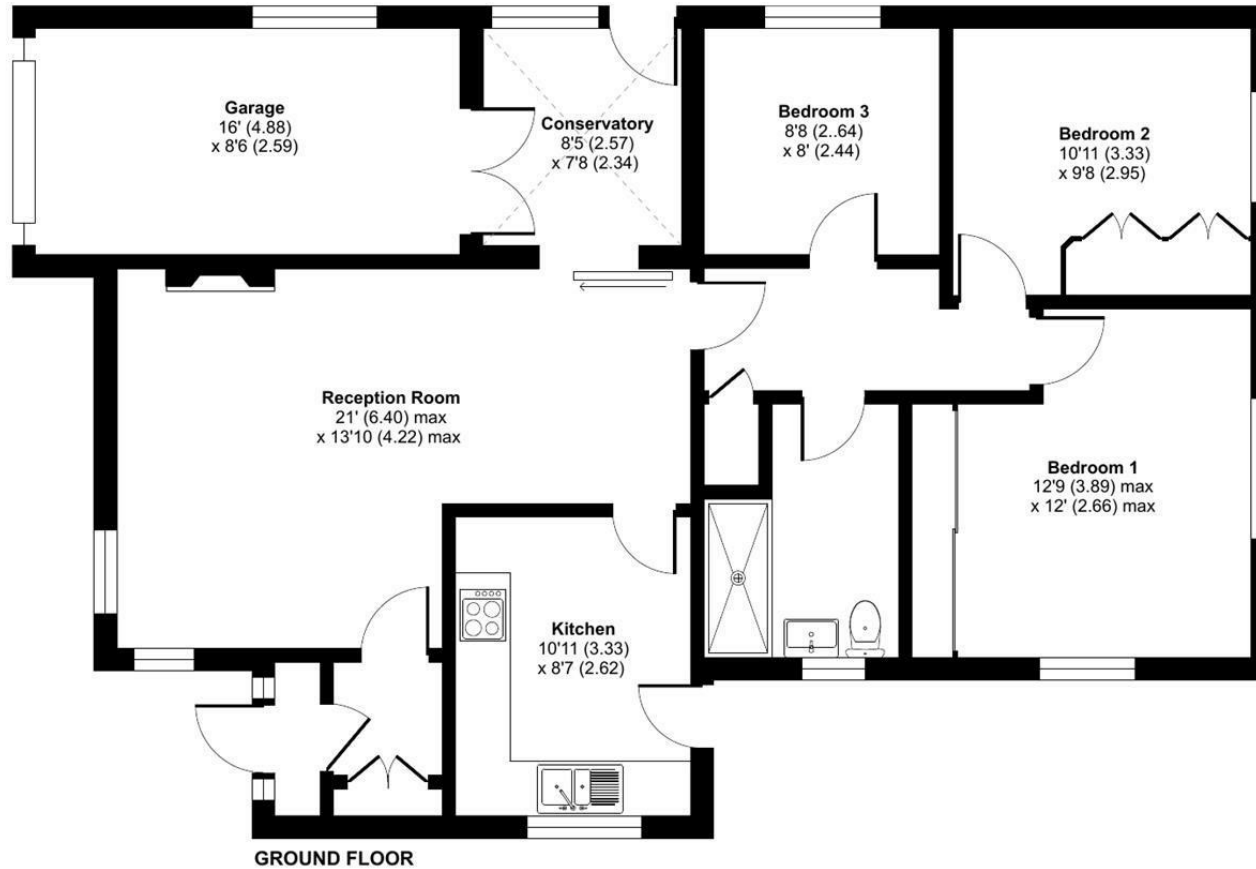 Garage
16' (4.88)
x 8'6 (2.59)
Conservatory
8'5 (2.57)
x 7'8 (2.34)
Bedroom 3
8'8 (2..64)
x 8' (2.44)
Bedroom 2
10'11 (3.33)
x 9'8 (2.95)
Reception Room
21' (6.40) max
x 13'10 (4.22) max
Bedroom 1
12'9 (3.89) max
x 12' (2.66) max
Kitchen
10'11 (3.33)
x 8'7 (2.62)
GROUND FLOOR